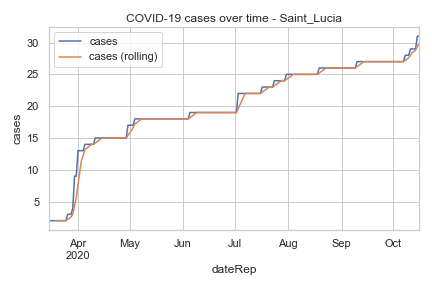 COVID-19 cases over time - Saint_Lucia
cases
cases (rolling)
cases
30
25
20
15
10
5
Apr May Jun Jul Aug Sep Oct
2020
dateRep